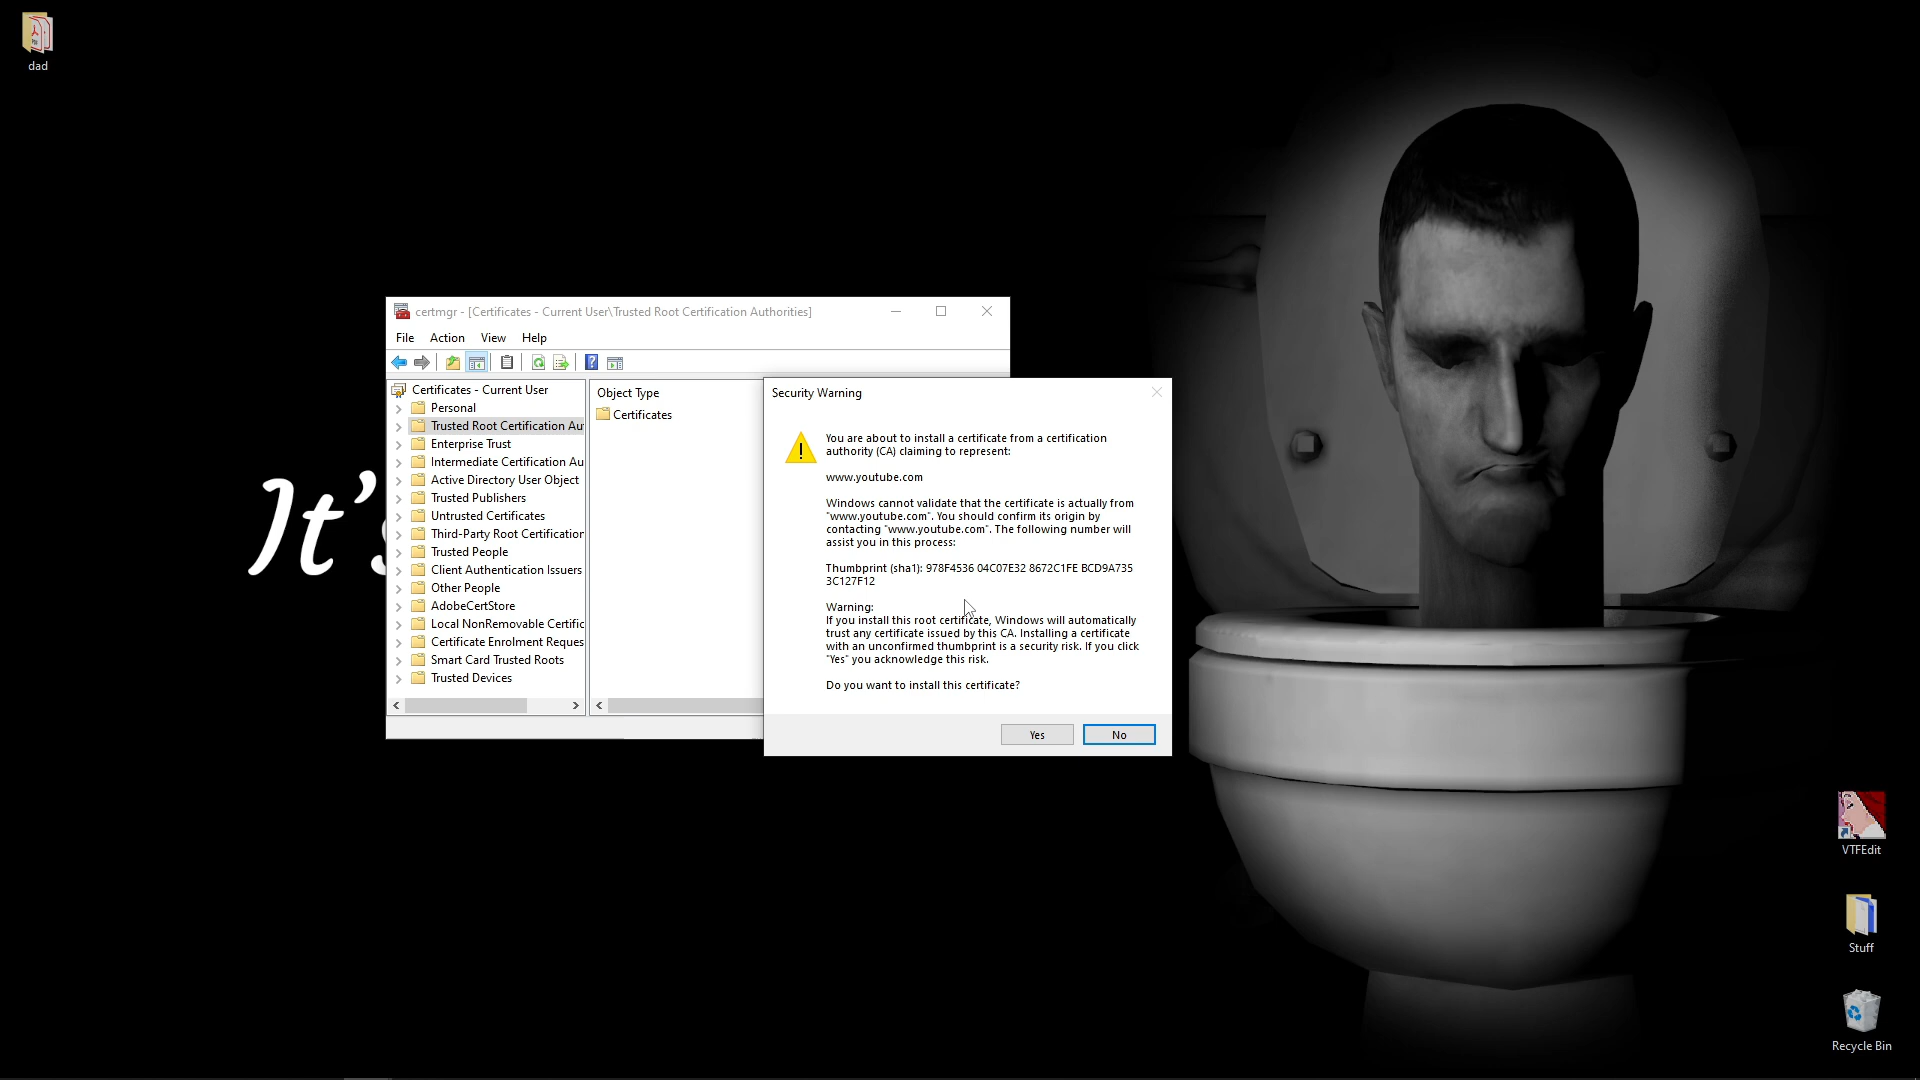 dad
It's
certmgr - [Certificates - Current User\Trusted Root Certification Authorities]
File Action View Help
Certificates - Current User
Personal
Trusted Root Certification Au
Enterprise Trust
Intermediate Certification Au
Active Directory User Object
Trusted Publishers
Untrusted Certificates
Third-Party Root Certification
Trusted People
Client Authentication Issuers
Other People
AdobeCertStore
Local NonRemovable Certific
Certificate Enrolment Reques
Smart Card Trusted Roots
Trusted Devices
Object Type
Certificates
Security Warning
You are about to install a certificate from a certification
authority (CA) claiming to represent:
www.youtube.com
Windows cannot validate that the certificate is actually from
"www.youtube.com". You should confirm its origin by
contacting "www.youtube.com". The following number will
assist you in this process:
Thumbprint (sha1): 978F4536 04C07E32 8672C1FE BCD9A735
3C127F12
Warning:
If you install this root certificate, Windows will automatically
trust any certificate issued by this CA. Installing a certificate
with an unconfirmed thumbprint is a security risk. If you click
"Yes" you acknowledge this risk.
Do you want to install this certificate?
Yes No
VTFEdit
Stuff
Recycle Bin